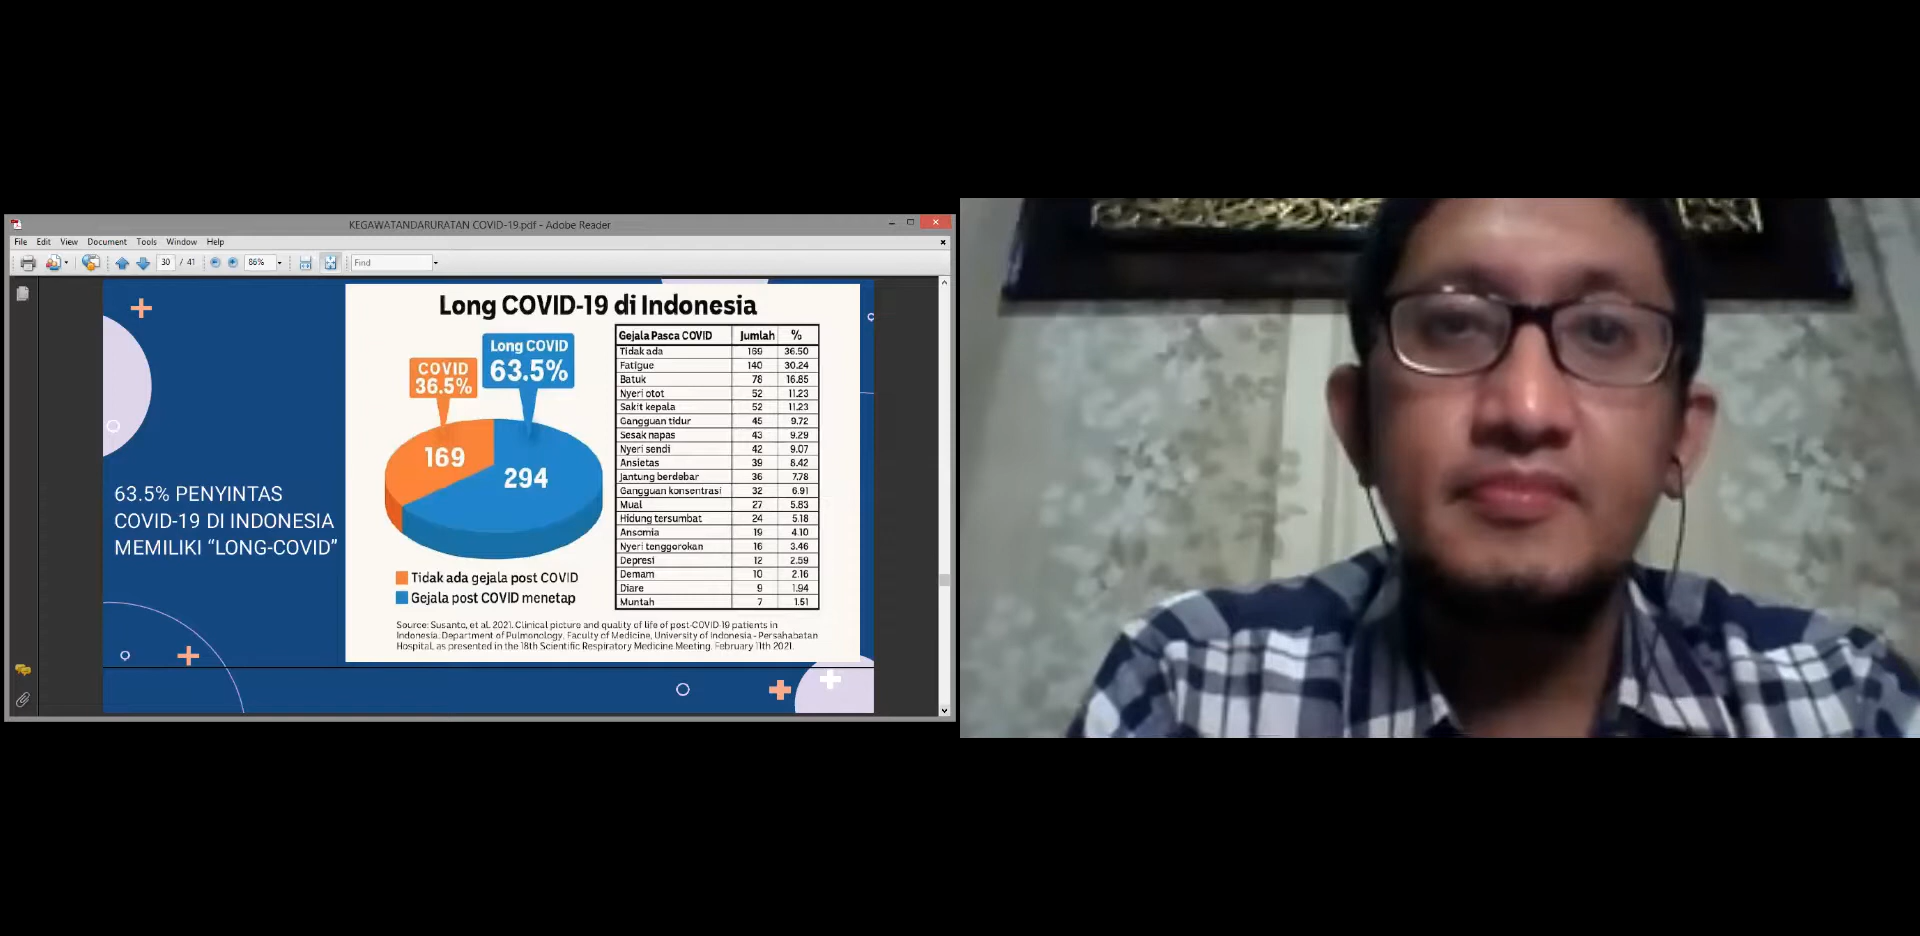 KEGAWATANDARURATAN COVID-19.pdf - Adobe Reader
File Edit View Document Tools Window Help
30 / 41 86% Find
63.5% PENYINTAS
COVID-19 DI INDONESIA
MEMILIKI “LONG-COVID”
Long COVID-19 di Indonesia
COVID
36.5%
Long COVID
63.5%
169
294
Tidak ada gejala post COVID
Gejala post COVID menetap
Gejala Pasca COVID Jumlah %
Tidak ada 169 36.50
Fatigue 140 30.24
Batuk 78 16.85
Nyeri otot 52 11.23
Sakit kepala 52 11.23
Gangguan tidur 45 9.72
Sesak napas 43 9.29
Nyeri sendi 42 9.07
Ansietas 39 8.42
Jantung berdebar 36 7.78
Gangguan konsentrasi 32 6.91
Mual 27 5.83
Hidung tersumbat 24 5.18
Ansomia 19 4.10
Nyeri tenggorokan 16 3.46
Depresi 12 2.59
Demam 10 2.16
Diare 9 1.94
Muntah 7 1.51
Source: Susanto, et al. 2021. Clinical picture and quality of life of post-COVID-19 patients in
Indonesia. Department of Pulmonology, Faculty of Medicine, University of Indonesia - Persahabatan
Hospital, as presented in the 18th Scientific Respiratory Medicine Meeting, February 11th 2021.